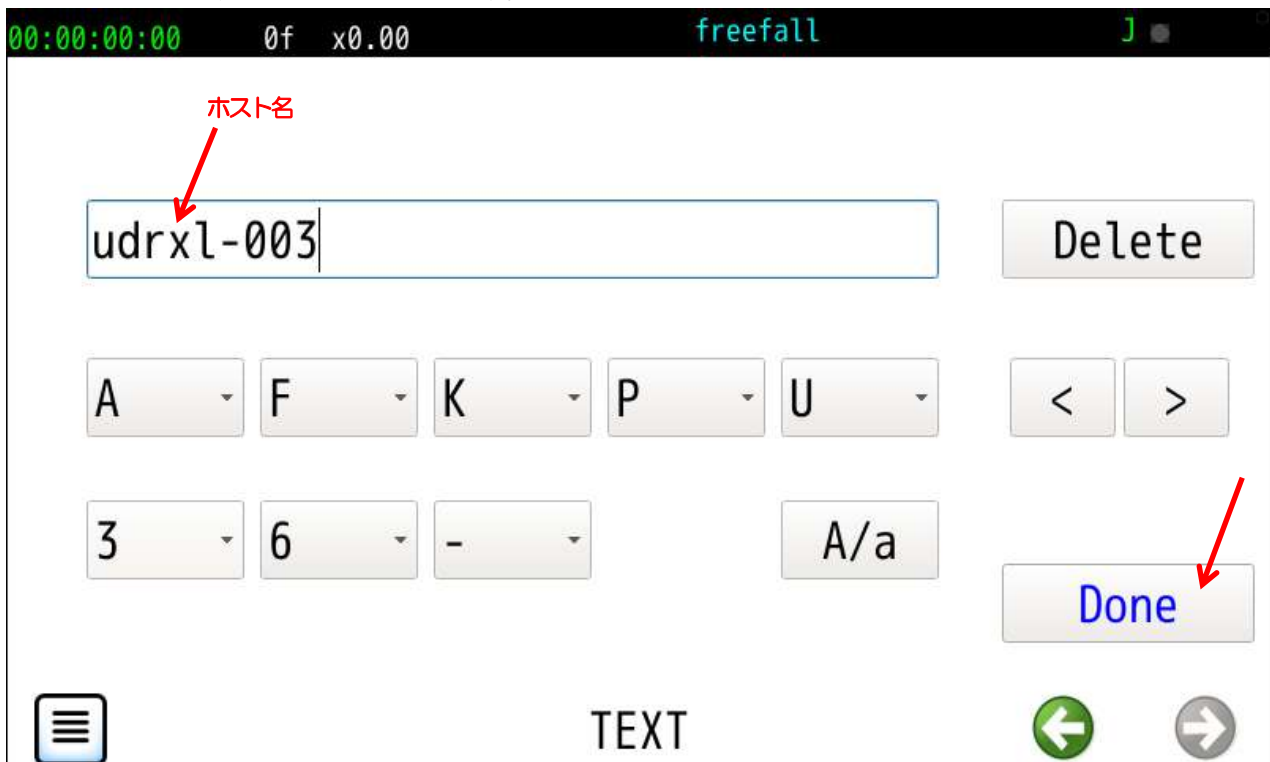 00:00:00:00 0f x0.00 freefall J
ホスト名
udrxl-003 Delete
A F K P U < >
3 6 - A/a
Done
TEXT